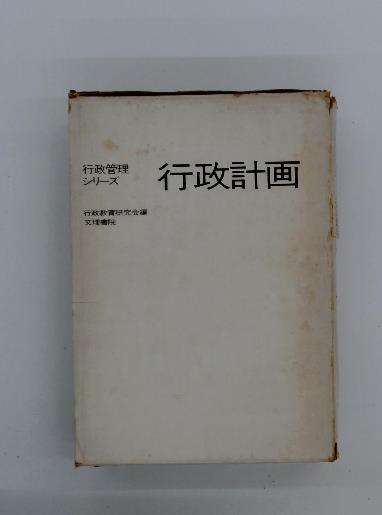 行政管理
シリーズ
行政計画
行政教育研究会編
文理書院